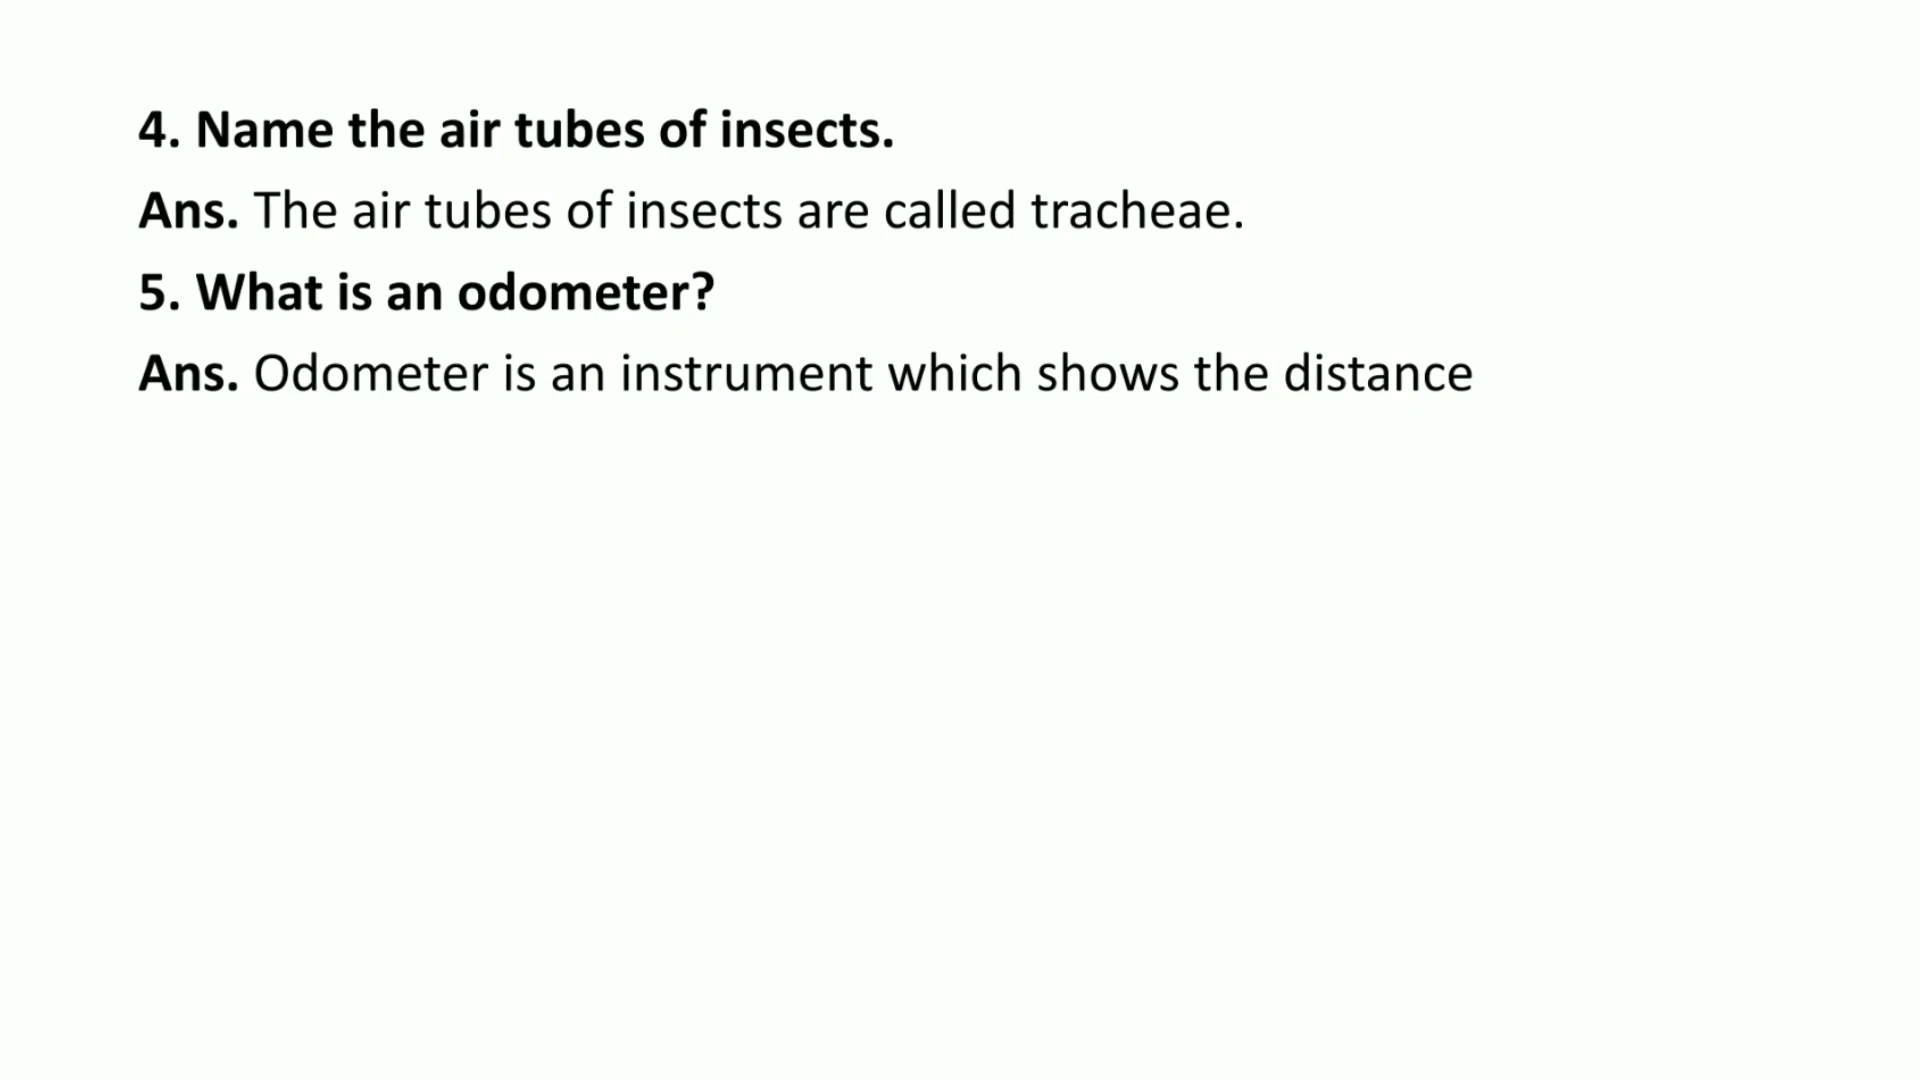 4. Name the air tubes of insects.
Ans. The air tubes of insects are called tracheae.
5. What is an odometer?
Ans. Odometer is an instrument which shows the distance